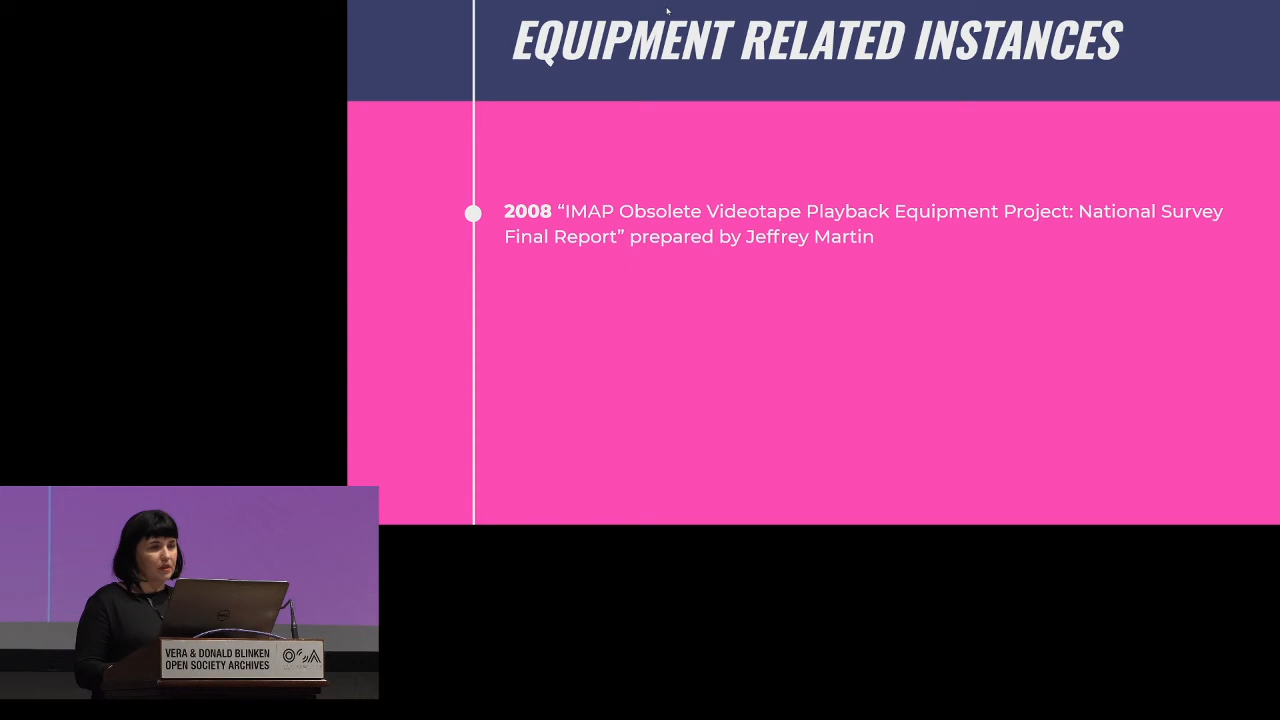 EQUIPMENT RELATED INSTANCES
2008 “IMAP Obsolete Videotape Playback Equipment Project: National Survey
Final Report” prepared by Jeffrey Martin
VERA & DONALD BLINKEN
OPEN SOCIETY ARCHIVES